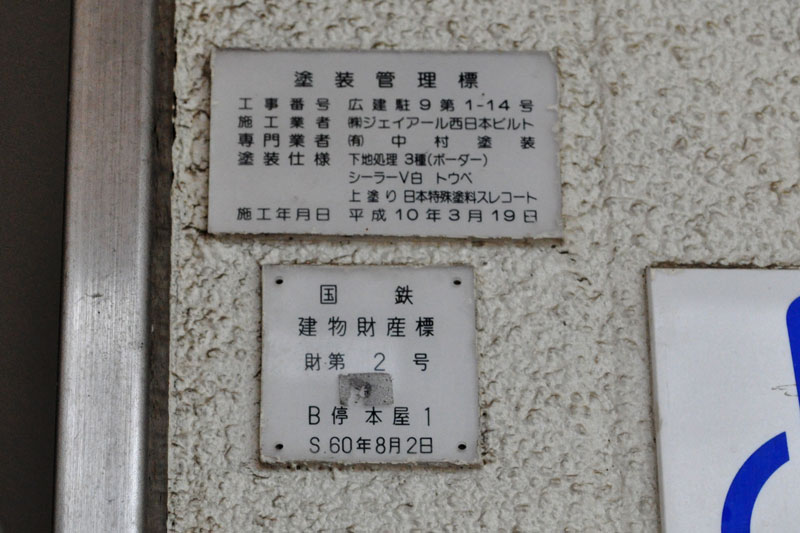 塗装管理標
工事番号 広建駐9第1-14号
施工業者 ㈱ジェイアール西日本ビルト
専門業者 ㈲中村塗装
塗装仕様 下地処理 3種(ボーダー)
シーラーV白 トウペ
上塗り 日本特殊塗料スレコート
施工年月日 平成10年3月19日
国鉄
建物財産標
財第2号
B停本屋1
S.60年8月2日